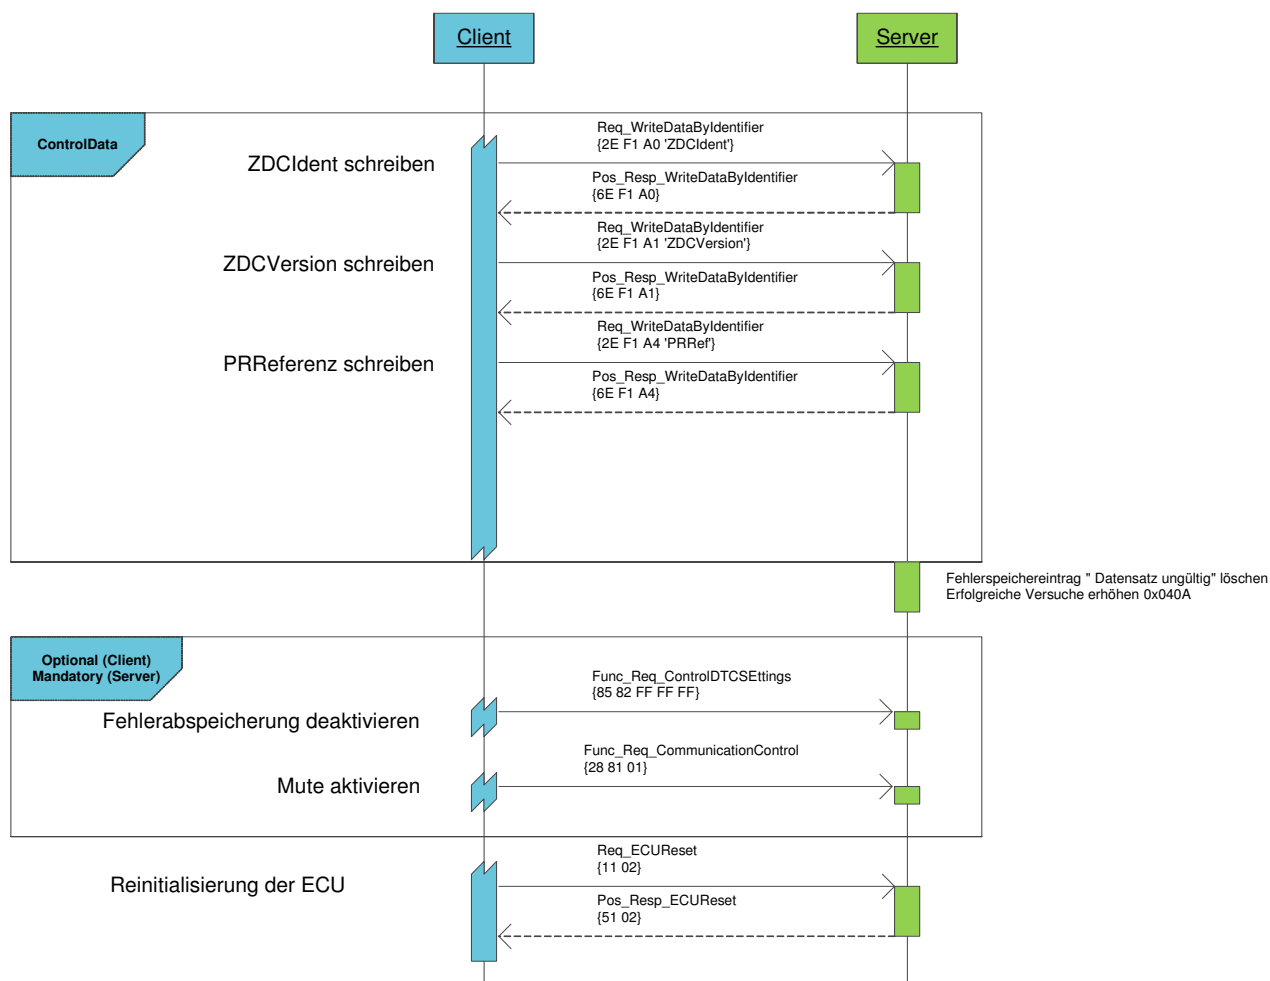 Client
Server
ControlData
Req_WriteDataByIdentifier
{2E F1 A0 'ZDCIdent'}
ZDCIdent schreiben
Pos_Resp_WriteDataByIdentifier
{6E F1 A0}
Req_WriteDataByIdentifier
{2E F1 A1 'ZDCVersion'}
ZDCVersion schreiben
Pos_Resp_WriteDataByIdentifier
{6E F1 A1}
Req_WriteDataByIdentifier
{2E F1 A4 'PRRef'}
PRReferenz schreiben
Pos_Resp_WriteDataByIdentifier
{6E F1 A4}
Fehlerspeichereintrag " Datensatz ungültig" löschen
Erfolgreiche Versuche erhöhen 0x040A
Optional (Client)
Mandatory (Server)
Func_Req_ControlDTCSEttings
{85 82 FF FF FF}
Fehlerabspeicherung deaktivieren
Func_Req_CommunicationControl
{28 81 01}
Mute aktivieren
Req_ECUReset
{11 02}
Reinitialisierung der ECU
Pos_Resp_ECUReset
{51 02}